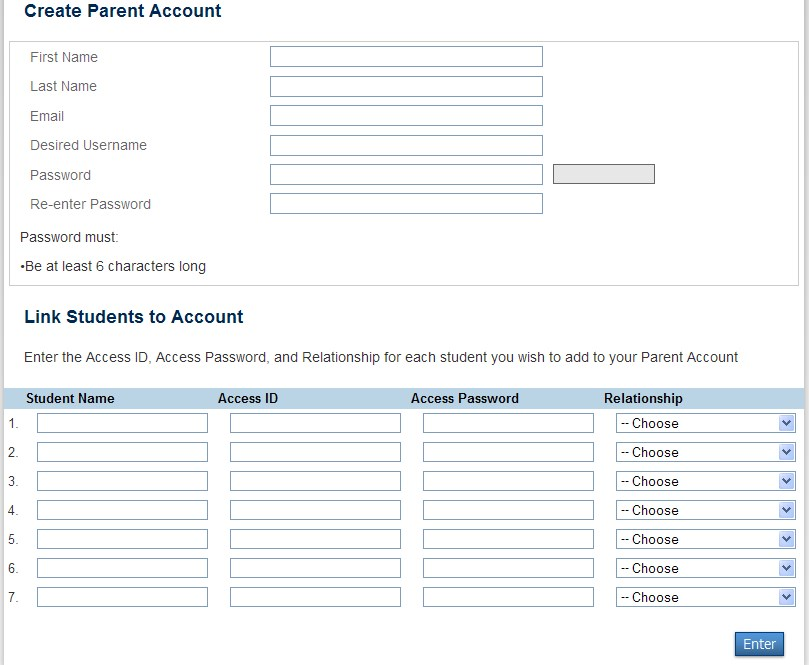 Create Parent Account
First Name
Last Name
Email
Desired Username
Password
Re-enter Password
Password must:
•Be at least 6 characters long
Link Students to Account
Enter the Access ID, Access Password, and Relationship for each student you wish to add to your Parent Account
Student Name Access ID Access Password Relationship
1. -- Choose
2. -- Choose
3. -- Choose
4. -- Choose
5. -- Choose
6. -- Choose
7. -- Choose
Enter